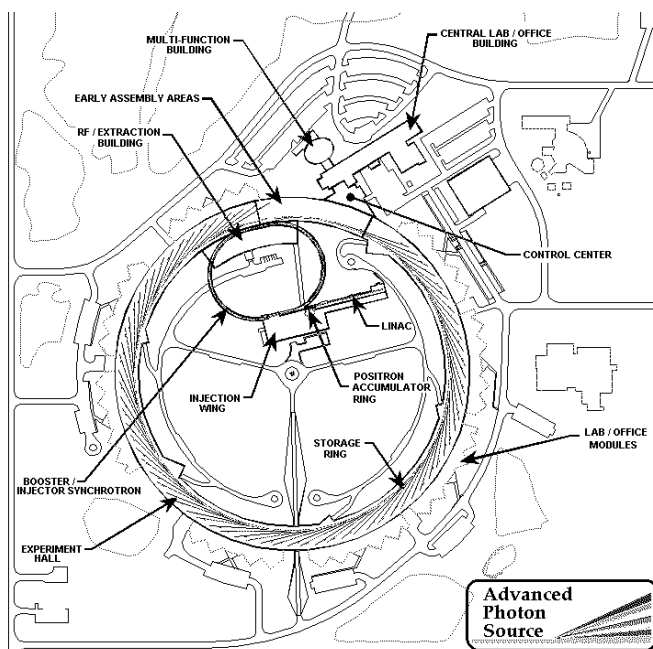 MULTI-FUNCTION
BUILDING
CENTRAL LAB / OFFICE
BUILDING
EARLY ASSEMBLY AREAS
RF / EXTRACTION
BUILDING
CONTROL CENTER
LINAC
POSITRON
ACCUMULATOR
RING
INJECTION
WING
STORAGE
RING
LAB / OFFICE
MODULES
BOOSTER /
INJECTOR SYNCHROTRON
EXPERIMENT
HALL
Advanced
Photon
Source